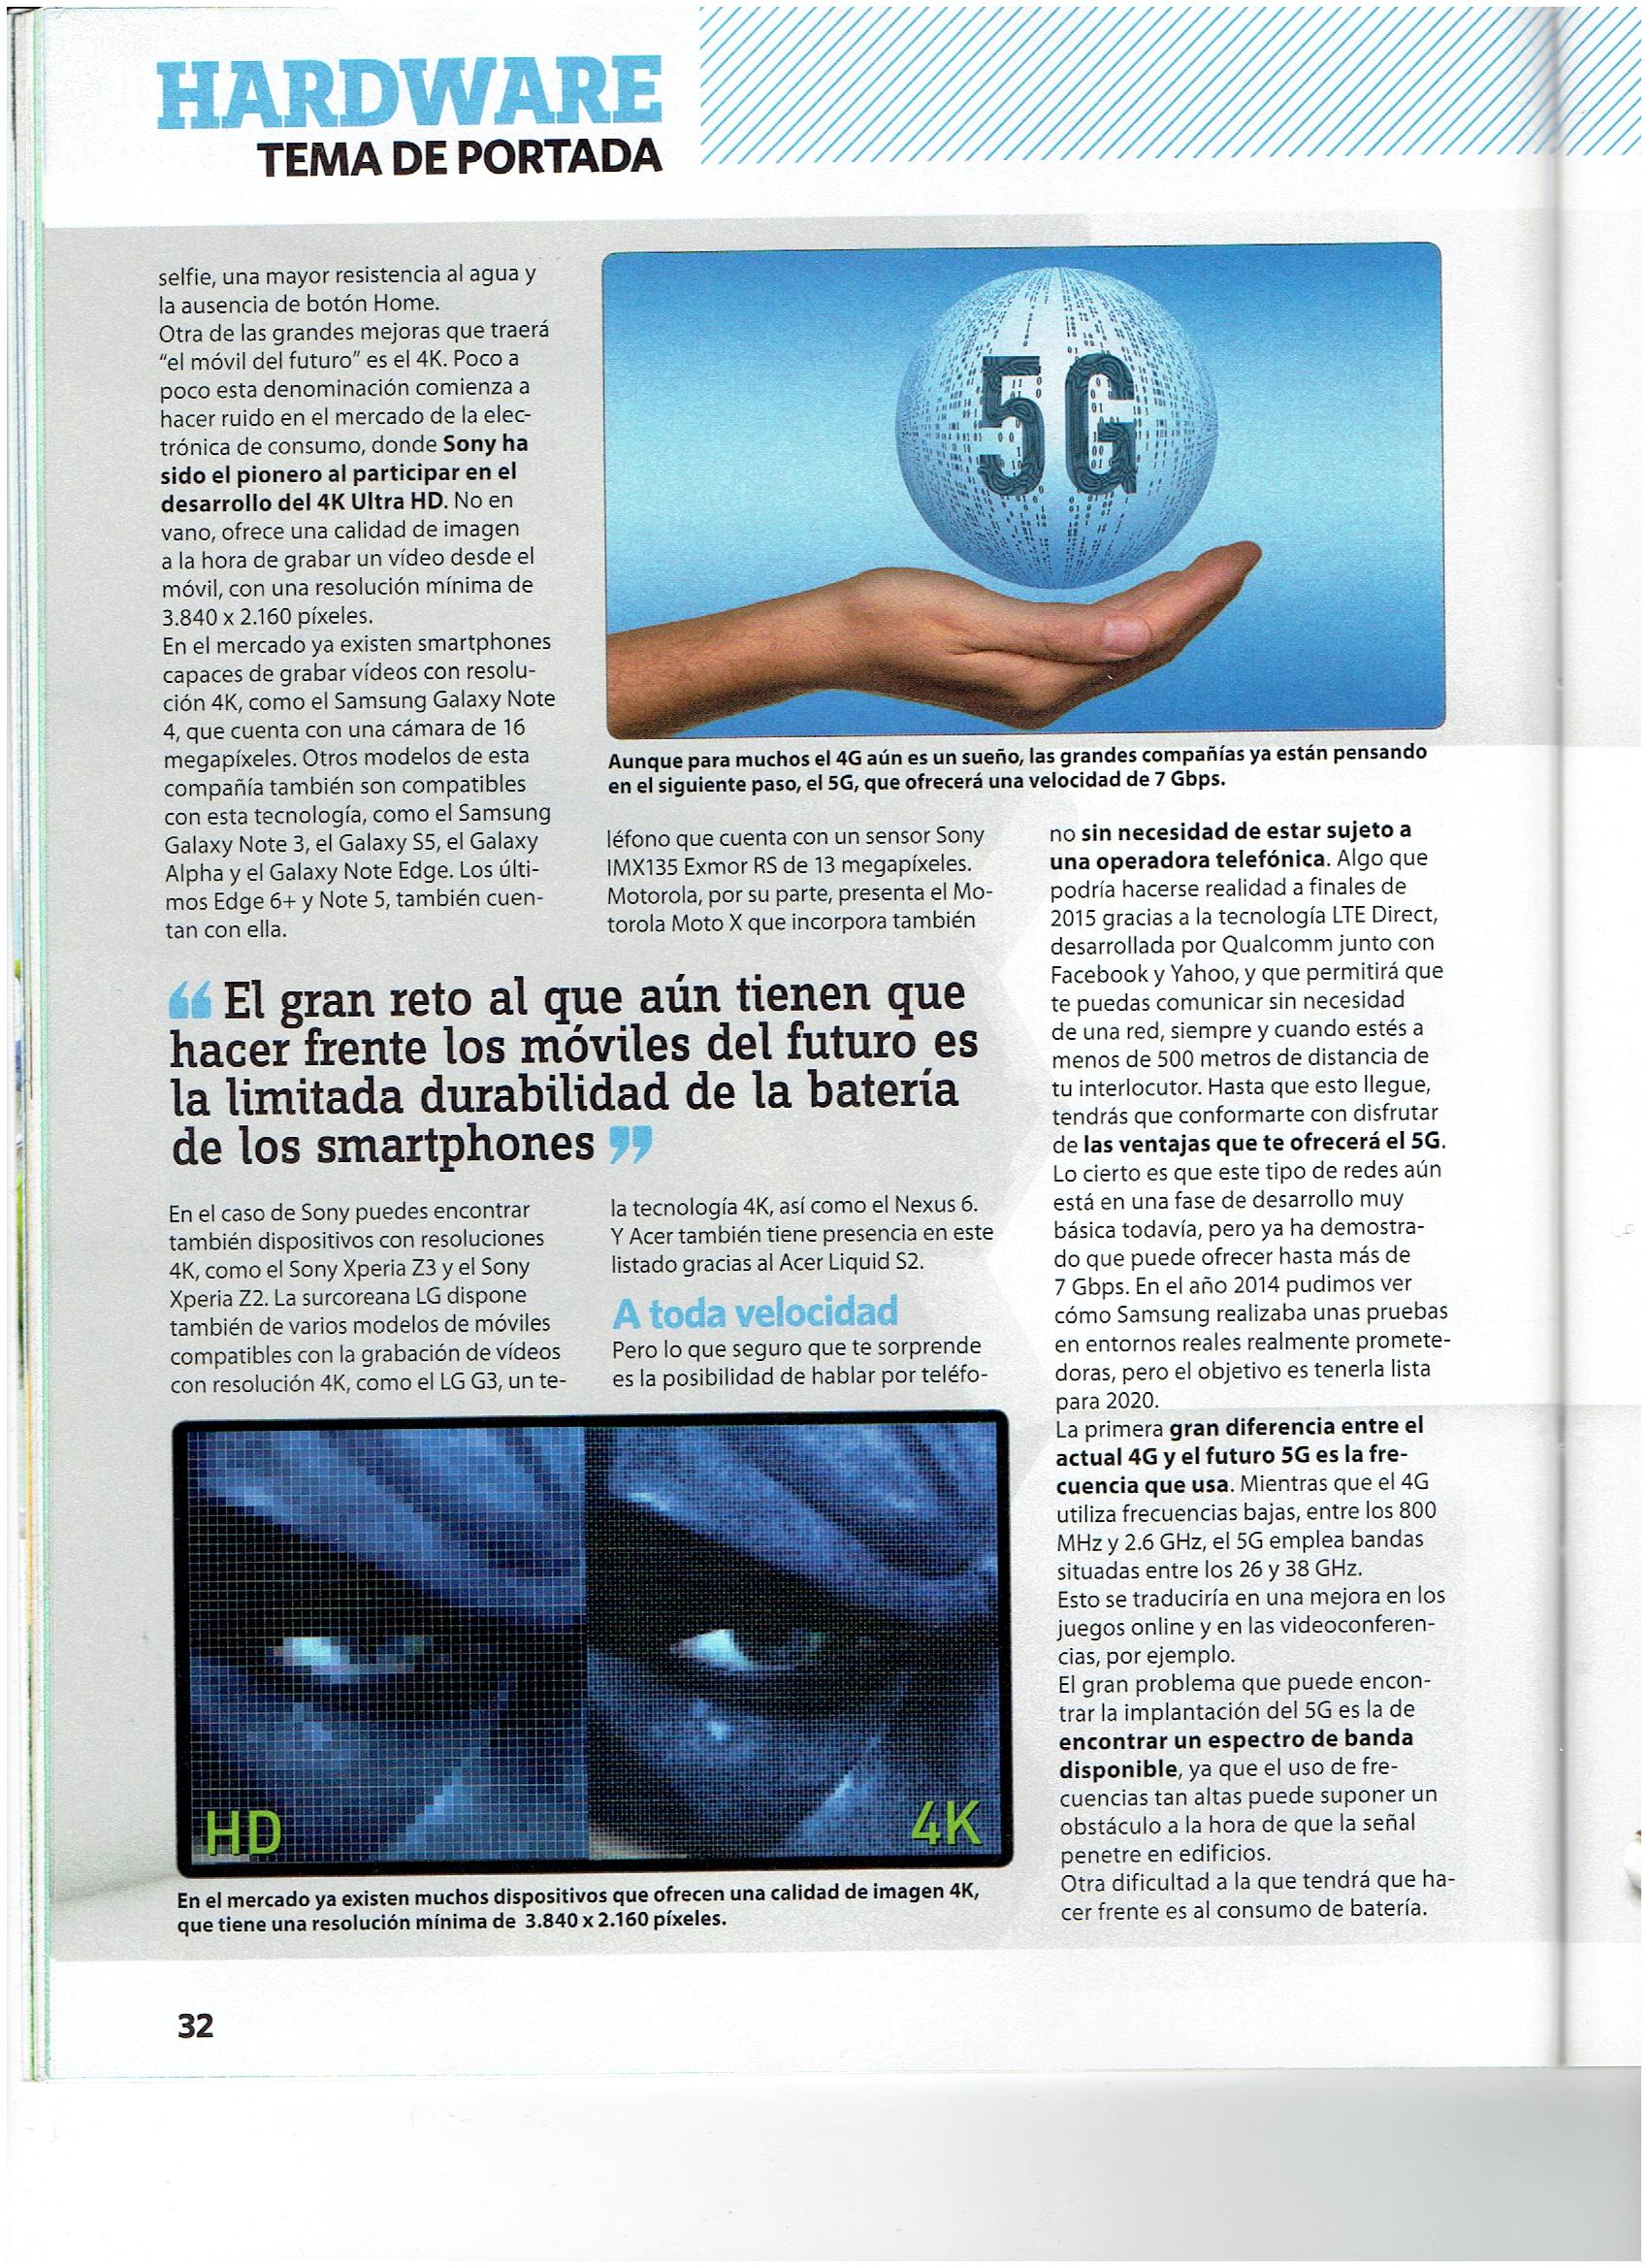 HARDWARE
TEMA DE PORTADA
selfie, una mayor resistencia al agua y
la ausencia de botón Home.
Otra de las grandes mejoras que traerá
“el móvil del futuro” es el 4K. Poco a
poco esta denominación comienza a
hacer ruido en el mercado de la elec-
trónica de consumo, donde Sony ha
sido el pionero al participar en el
desarrollo del 4K Ultra HD. No en
vano, ofrece una calidad de imagen
a la hora de grabar un vídeo desde el
móvil, con una resolución mínima de
3.840 x 2.160 píxeles.
En el mercado ya existen smartphones
capaces de grabar vídeos con resolu-
ción 4K, como el Samsung Galaxy Note
4, que cuenta con una cámara de 16
megapíxeles. Otros modelos de esta
compañía también son compatibles
con esta tecnología, como el Samsung
Galaxy Note 3, el Galaxy S5, el Galaxy
Alpha y el Galaxy Note Edge. Los últi-
mos Edge 6+ y Note 5, también cuen-
tan con ella.
5G
Aunque para muchos el 4G aún es un sueño, las grandes compañías ya están pensando
en el siguiente paso, el 5G, que ofrecerá una velocidad de 7 Gbps.
“ El gran reto al que aún tienen que
hacer frente los móviles del futuro es
la limitada durabilidad de la batería
de los smartphones ”
En el caso de Sony puedes encontrar
también dispositivos con resoluciones
4K, como el Sony Xperia Z3 y el Sony
Xperia Z2. La surcoreana LG dispone
también de varios modelos de móviles
compatibles con la grabación de vídeos
con resolución 4K, como el LG G3, un te-
léfono que cuenta con un sensor Sony
IMX135 Exmor RS de 13 megapíxeles.
Motorola, por su parte, presenta el Mo-
torola Moto X que incorpora también
la tecnología 4K, así como el Nexus 6.
Y Acer también tiene presencia en este
listado gracias al Acer Liquid S2.
A toda velocidad
Pero lo que seguro que te sorprende
es la posibilidad de hablar por teléfo-
no sin necesidad de estar sujeto a
una operadora telefónica. Algo que
podría hacerse realidad a finales de
2015 gracias a la tecnología LTE Direct,
desarrollada por Qualcomm junto con
Facebook y Yahoo, y que permitirá que
te puedas comunicar sin necesidad
de una red, siempre y cuando estés a
menos de 500 metros de distancia de
tu interlocutor. Hasta que esto llegue,
tendrás que conformarte con disfrutar
de las ventajas que te ofrecerá el 5G.
Lo cierto es que este tipo de redes aún
está en una fase de desarrollo muy
básica todavía, pero ya ha demostra-
do que puede ofrecer hasta más de
7 Gbps. En el año 2014 pudimos ver
cómo Samsung realizaba unas pruebas
en entornos reales realmente promete-
doras, pero el objetivo es tenerla lista
para 2020.
La primera gran diferencia entre el
actual 4G y el futuro 5G es la fre-
cuencia que usa. Mientras que el 4G
utiliza frecuencias bajas, entre los 800
MHz y 2.6 GHz, el 5G emplea bandas
situadas entre los 26 y 38 GHz.
Esto se traduciría en una mejora en los
juegos online y en las videoconferen-
cias, por ejemplo.
El gran problema que puede encon-
trar la implantación del 5G es la de
encontrar un espectro de banda
disponible, ya que el uso de fre-
cuencias tan altas puede suponer un
obstáculo a la hora de que la señal
penetre en edificios.
Otra dificultad a la que tendrá que ha-
cer frente es al consumo de batería.
HD
4K
En el mercado ya existen muchos dispositivos que ofrecen una calidad de imagen 4K,
que tiene una resolución mínima de 3.840 x 2.160 píxeles.
32